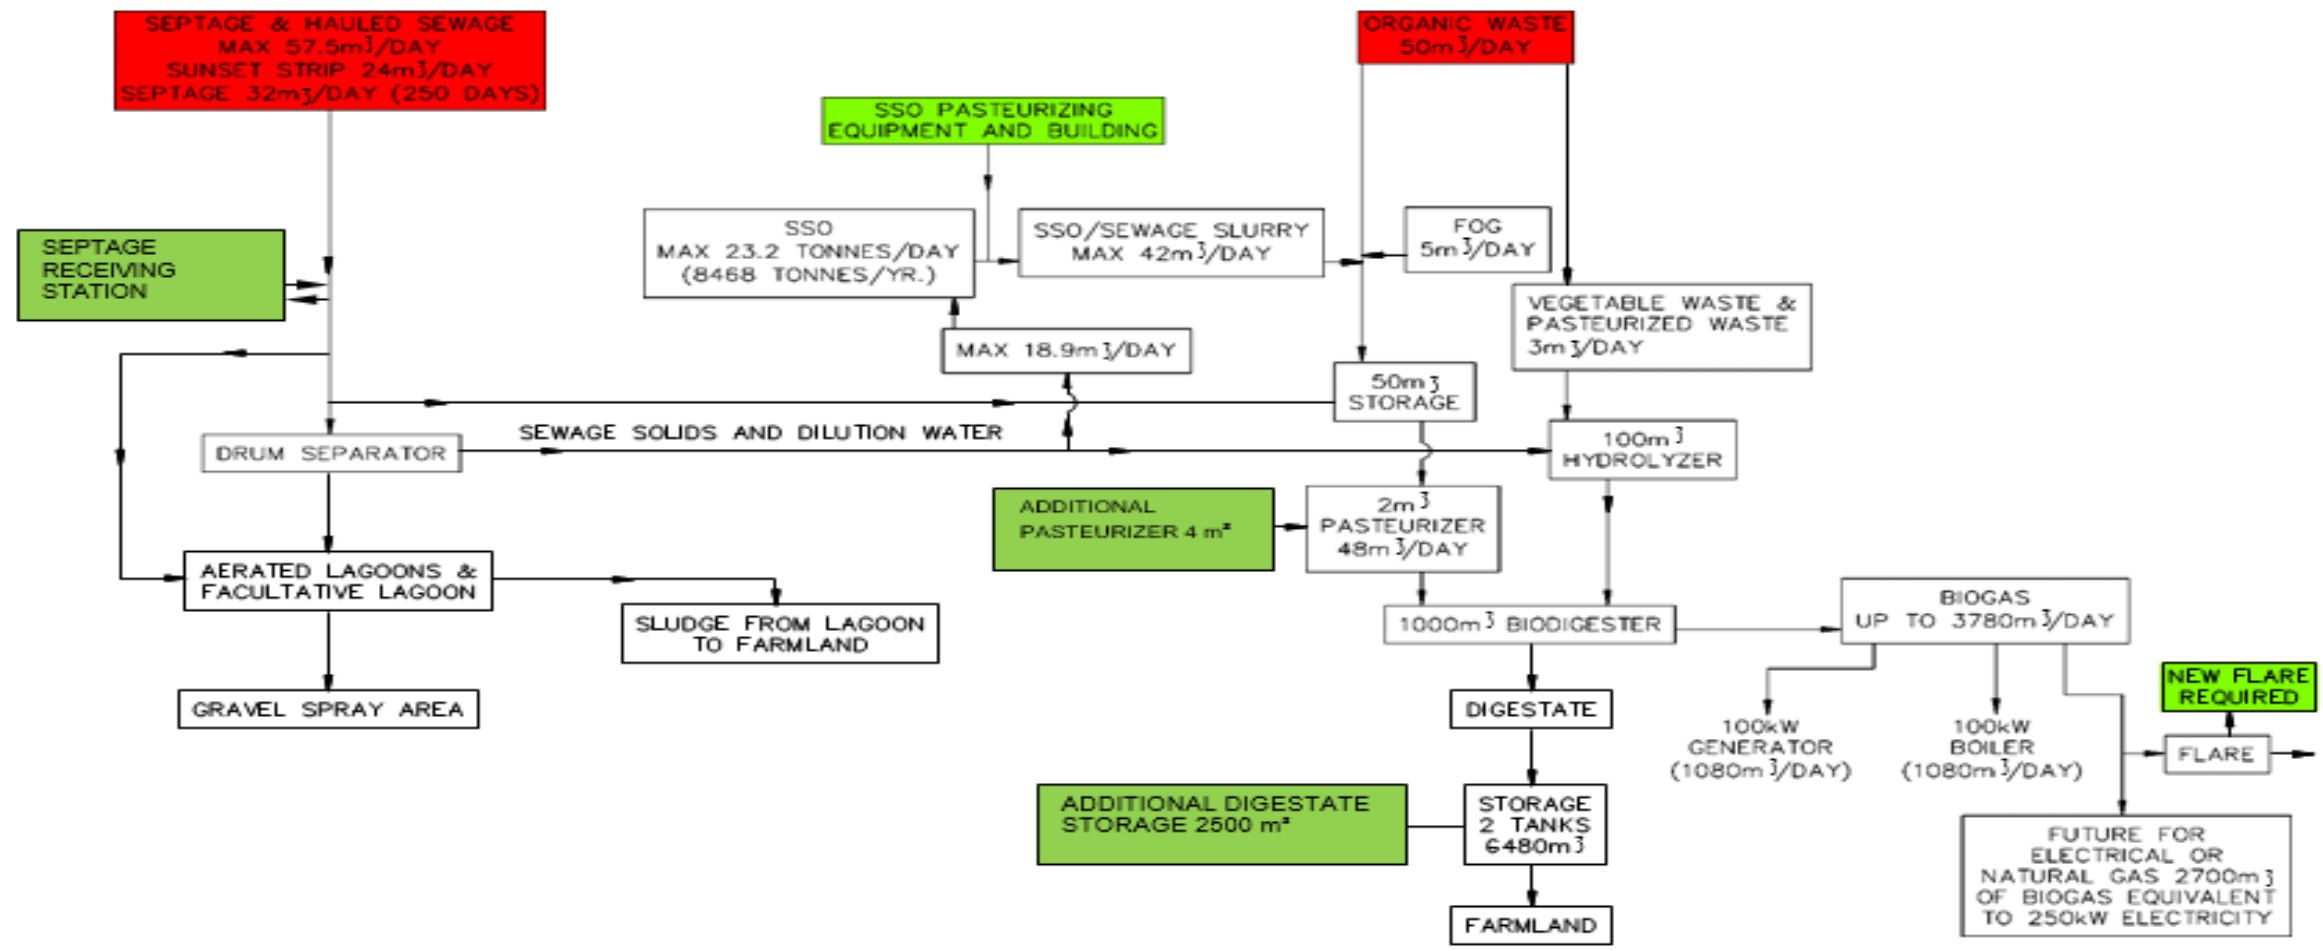 SEPTAGE & HAULED SEWAGE
MAX 57.5m3/DAY
SUNSET STRIP 24m3/DAY
SEPTAGE 32m3/DAY (250 DAYS)
ORGANIC WASTE
50m3/DAY
SSO PASTEURIZING
EQUIPMENT AND BUILDING
SEPTAGE
RECEIVING
STATION
SSO
MAX 23.2 TONNES/DAY
(8468 TONNES/YR.)
SSO/SEWAGE SLURRY
MAX 42m3/DAY
FOG
5m3/DAY
VEGETABLE WASTE &
PASTEURIZED WASTE
3m3/DAY
MAX 18.9m3/DAY
50m3
STORAGE
SEWAGE SOLIDS AND DILUTION WATER
DRUM SEPARATOR
100m3
HYDROLYZER
ADDITIONAL
PASTEURIZER 4 m³
2m3
PASTEURIZER
48m3/DAY
AERATED LAGOONS &
FACULTATIVE LAGOON
SLUDGE FROM LAGOON
TO FARMLAND
1000m3 BIODIGESTER
BIOGAS
UP TO 3780m3/DAY
GRAVEL SPRAY AREA
DIGESTATE
NEW FLARE
REQUIRED
100kW
GENERATOR
(1080m3/DAY)
100kW
BOILER
(1080m3/DAY)
FLARE
ADDITIONAL DIGESTATE
STORAGE 2500 m³
STORAGE
2 TANKS
6480m3
FUTURE FOR
ELECTRICAL OR
NATURAL GAS 2700m3
OF BIOGAS EQUIVALENT
TO 250kW ELECTRICITY
FARMLAND